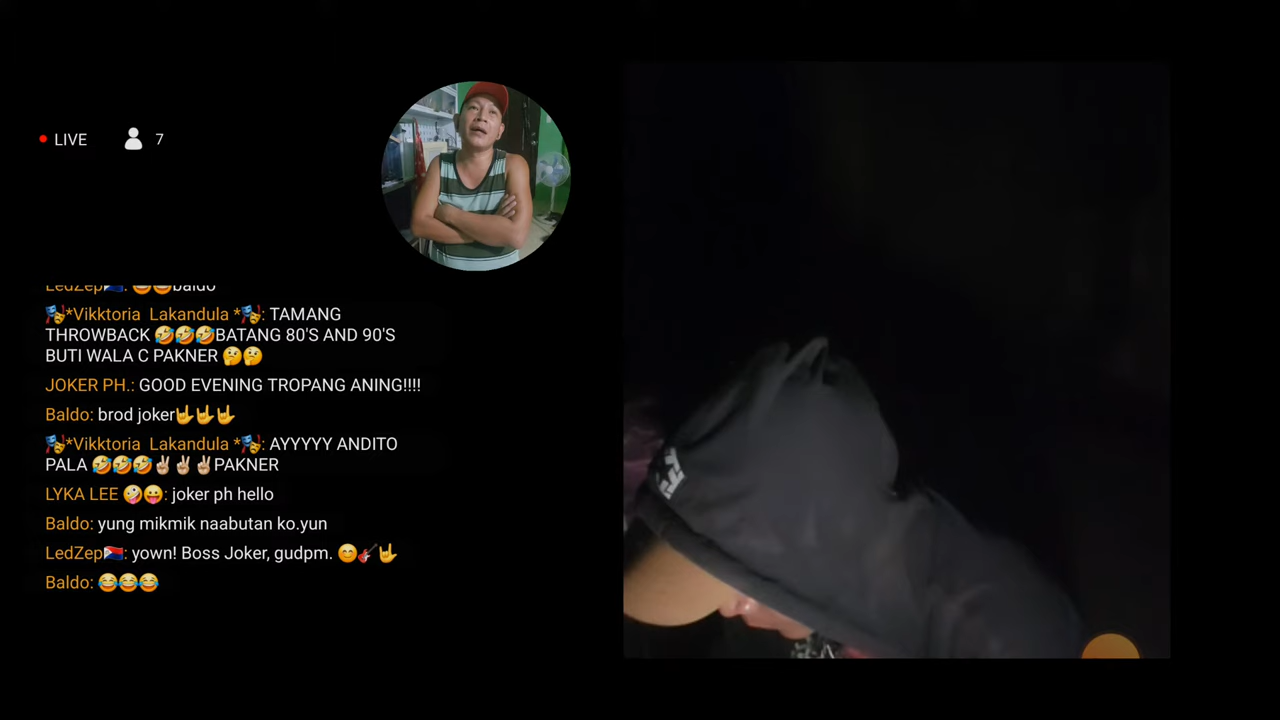 LIVE 7
LedZep🇵🇭: 😅😅baldo
🎭*Vikktoria Lakandula *🎭: TAMANG
THROWBACK 🤣🤣🤣BATANG 80'S AND 90'S
BUTI WALA C PAKNER 🤔🤔
JOKER PH.: GOOD EVENING TROPANG ANING!!!!
Baldo: brod joker🤟🤟🤟
🎭*Vikktoria Lakandula *🎭: AYYYYY ANDITO
PALA 🤣🤣🤣✌🏼✌🏼✌🏼PAKNER
LYKA LEE 🤪😛: joker ph hello
Baldo: yung mikmik naabutan ko.yun
LedZep🇵🇭: yown! Boss Joker, gudpm. 😊🎸🤟
Baldo: 😂😂😂